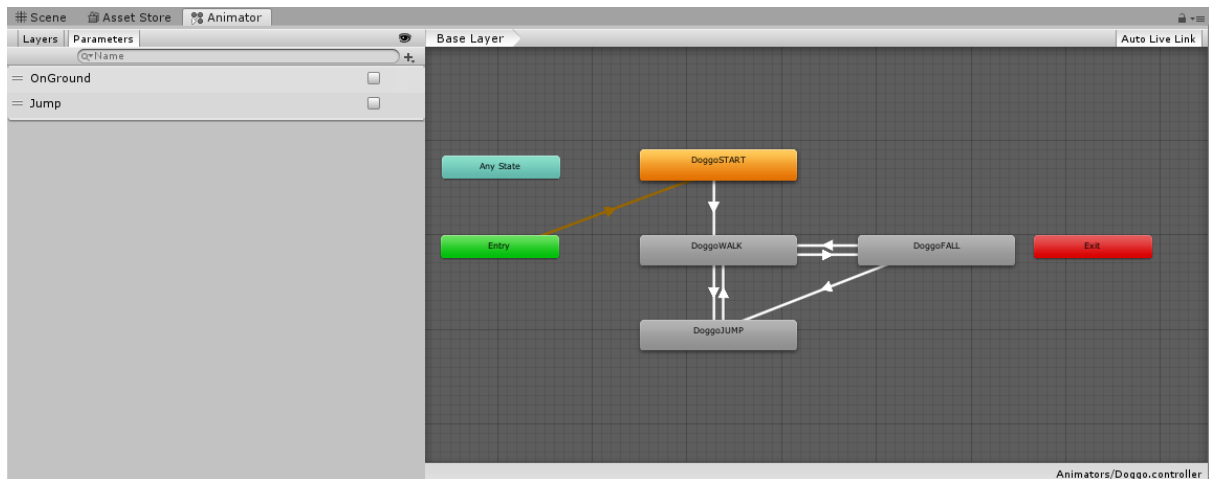 Scene Asset Store Animator
Layers Parameters Base Layer Auto Live Link
Name
OnGround
Jump
DoggoSTART
Any State
Entry DoggoWALK DoggoFALL Exit
DoggoJUMP
Animators/Doggo.controller